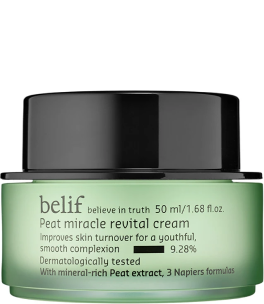 belif believe in truth 50 ml/1.68 fl.oz.
Peat miracle revital cream
Improves skin turnover for a youthful,
smooth complexion 9.28%
Dermatologically tested
With mineral-rich Peat extract, 3 Napiers formulas